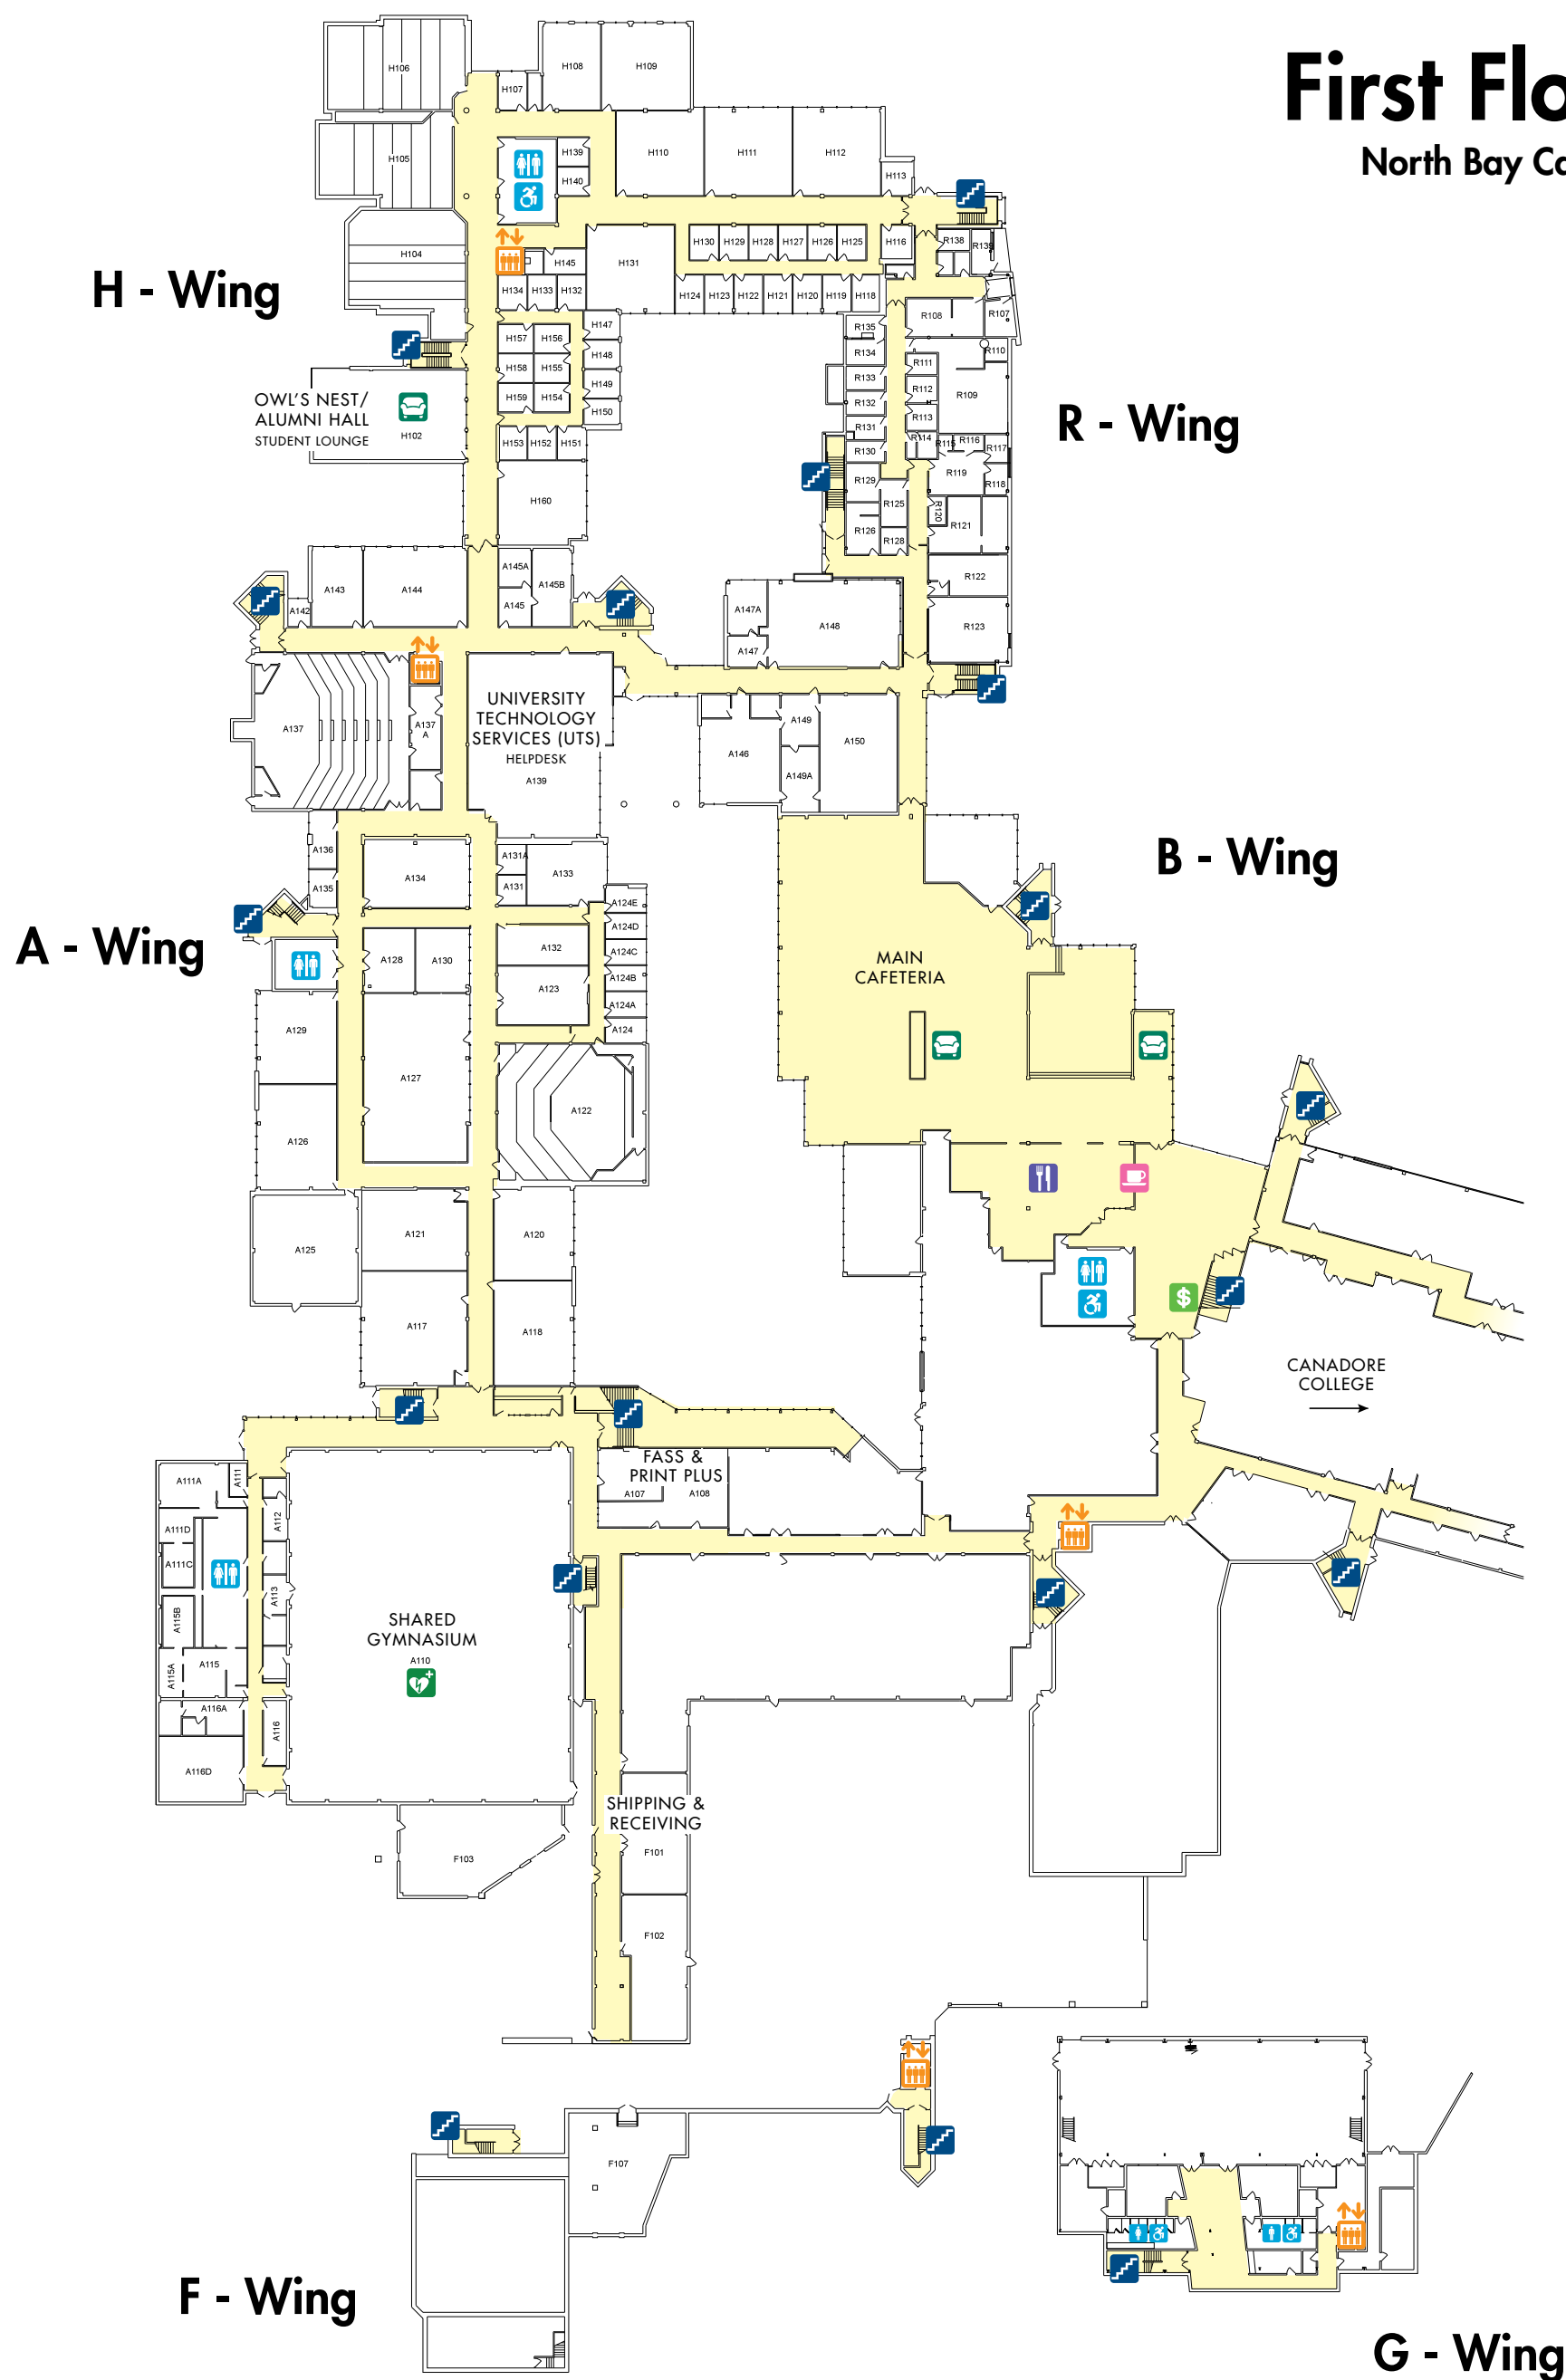 First Flo
North Bay Ca
H106
H107
H108
H109
H105
H139
H140
H110
H111
H112
H113
H104
H145
H131
H130
H129
H128
H127
H126
H125
H116
R138
R139
H134
H133
H132
H124
H123
H122
H121
H120
H119
H118
R108
R107
H - Wing
H157
H156
H147
H158
H155
H148
H159
H154
H149
H150
R135
R134
R133
R132
R131
R130
R129
R126
R125
R128
R110
R111
R112
R109
R113
R114
R115
R116
R117
R119
R118
R120
R121
R122
R123
R - Wing
OWL'S NEST/
ALUMNI HALL
STUDENT LOUNGE
H102
H153
H152
H151
H160
A143
A144
A142
A145A
A145B
A145
A147A
A147
A148
A137
A137
A
UNIVERSITY
TECHNOLOGY
SERVICES (UTS)
HELPDESK
A139
A146
A149
A149A
A150
B - Wing
A136
A135
A134
A131A
A131
A133
A124E
A124D
A124C
A124B
A124A
A124
A - Wing
A128
A130
A132
A123
MAIN
CAFETERIA
A129
A127
A126
A122
A125
A121
A120
A117
A118
CANADORE
COLLEGE
FASS &
PRINT PLUS
A107
A108
A111A
A111
A112
A111D
A111C
A113
A115B
A115A
A115
A116A
A116
A116D
SHARED
GYMNASIUM
A110
SHIPPING &
RECEIVING
F101
F103
F102
F107
F - Wing
G - Wing